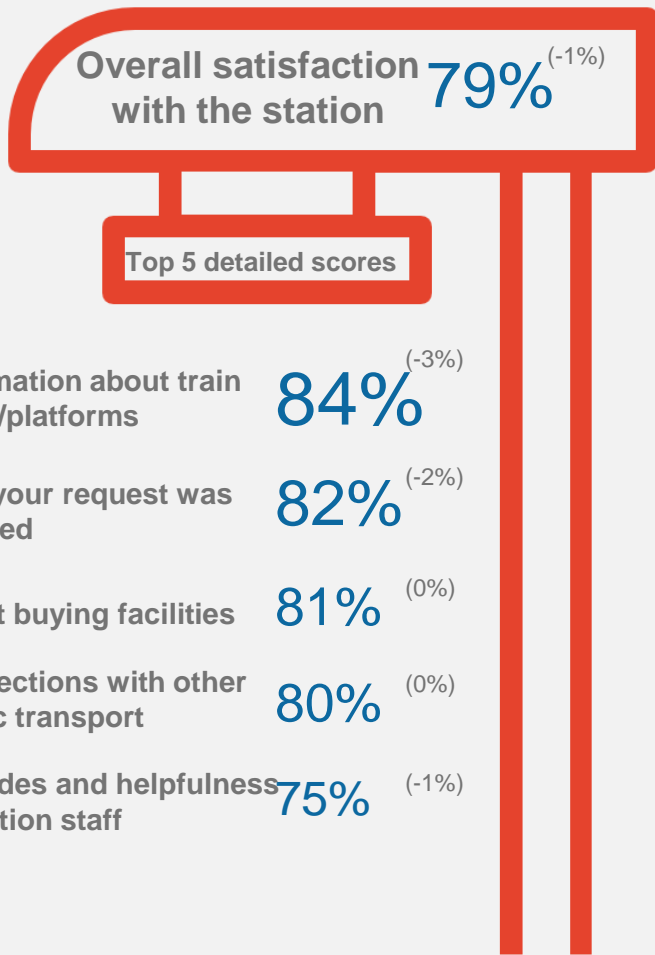 Overall satisfaction 79% (-1%)
with the station
Top 5 detailed scores
mation about train 84% (-3%)
/platforms
your request was 82% (-2%)
ed
t buying facilities 81% (0%)
ections with other 80% (0%)
c transport
des and helpfulness 75% (-1%)
tion staff